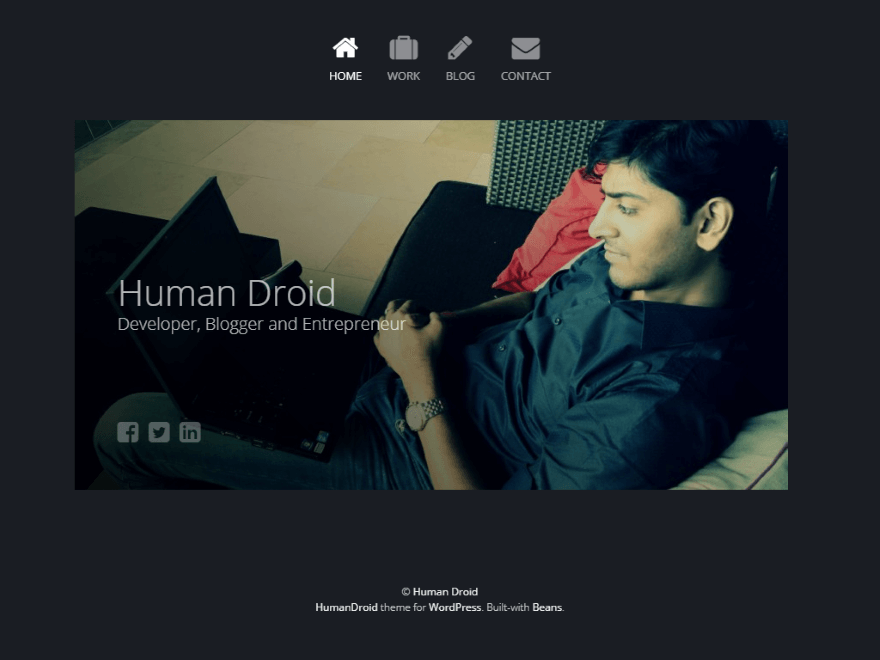 HOME WORK BLOG CONTACT
Human Droid
Developer, Blogger and Entrepreneur
© Human Droid
HumanDroid theme for WordPress. Built-with Beans.